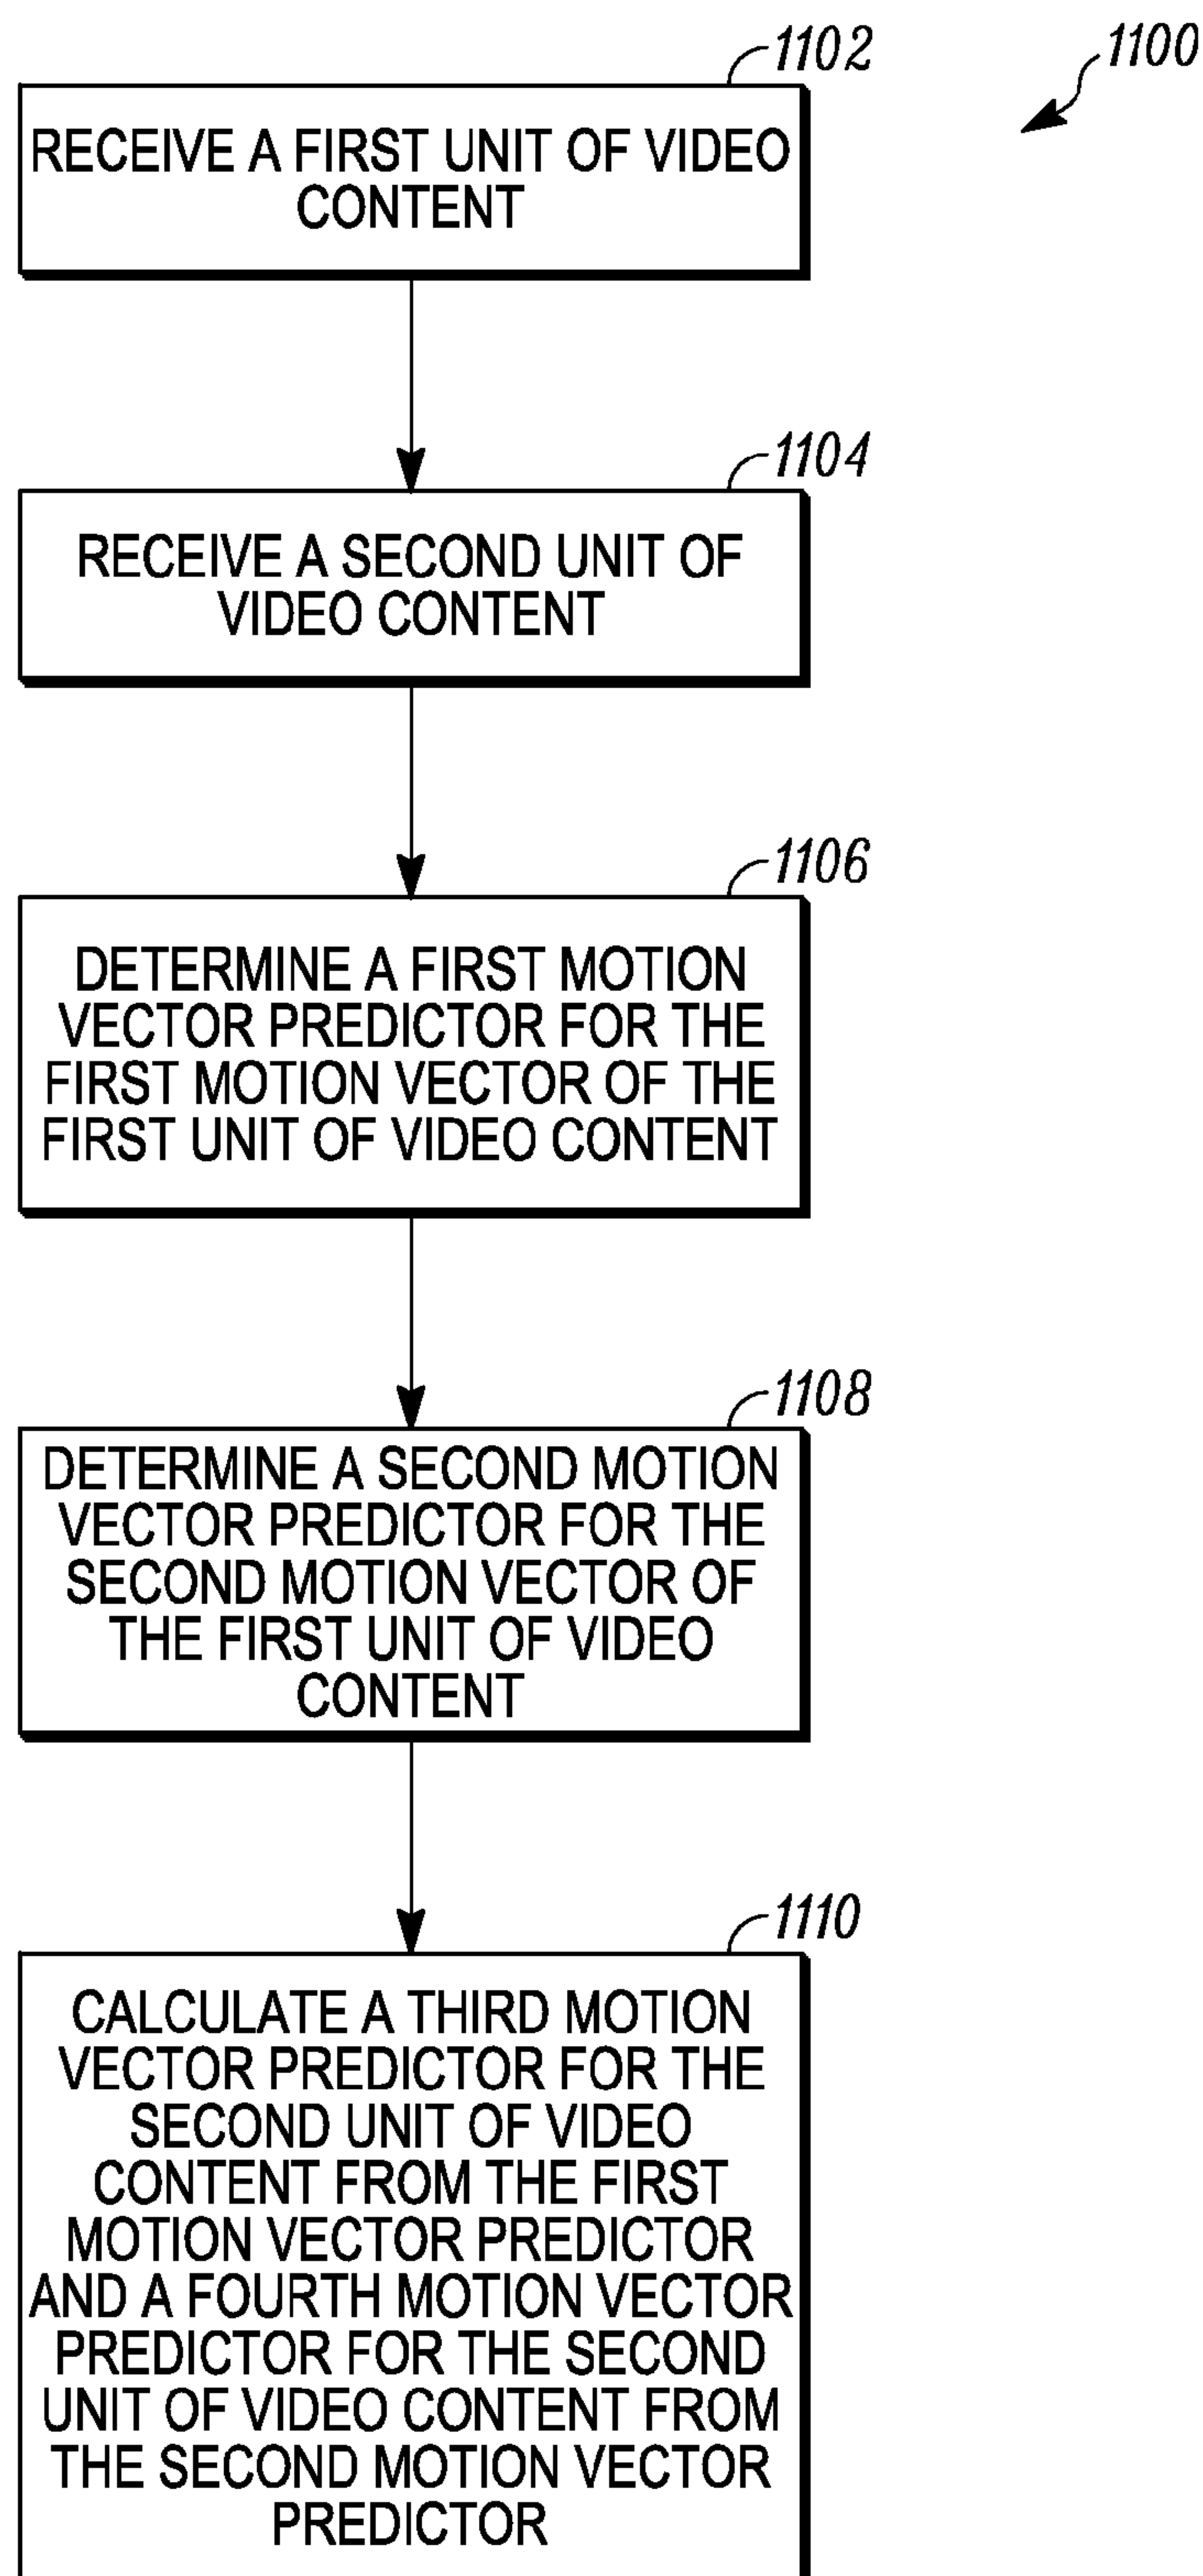 1100
1102
RECEIVE A FIRST UNIT OF VIDEO
CONTENT
1104
RECEIVE A SECOND UNIT OF
VIDEO CONTENT
1106
DETERMINE A FIRST MOTION
VECTOR PREDICTOR FOR THE
FIRST MOTION VECTOR OF THE
FIRST UNIT OF VIDEO CONTENT
1108
DETERMINE A SECOND MOTION
VECTOR PREDICTOR FOR THE
SECOND MOTION VECTOR OF
THE FIRST UNIT OF VIDEO
CONTENT
1110
CALCULATE A THIRD MOTION
VECTOR PREDICTOR FOR THE
SECOND UNIT OF VIDEO
CONTENT FROM THE FIRST
MOTION VECTOR PREDICTOR
AND A FOURTH MOTION VECTOR
PREDICTOR FOR THE SECOND
UNIT OF VIDEO CONTENT FROM
THE SECOND MOTION VECTOR
PREDICTOR